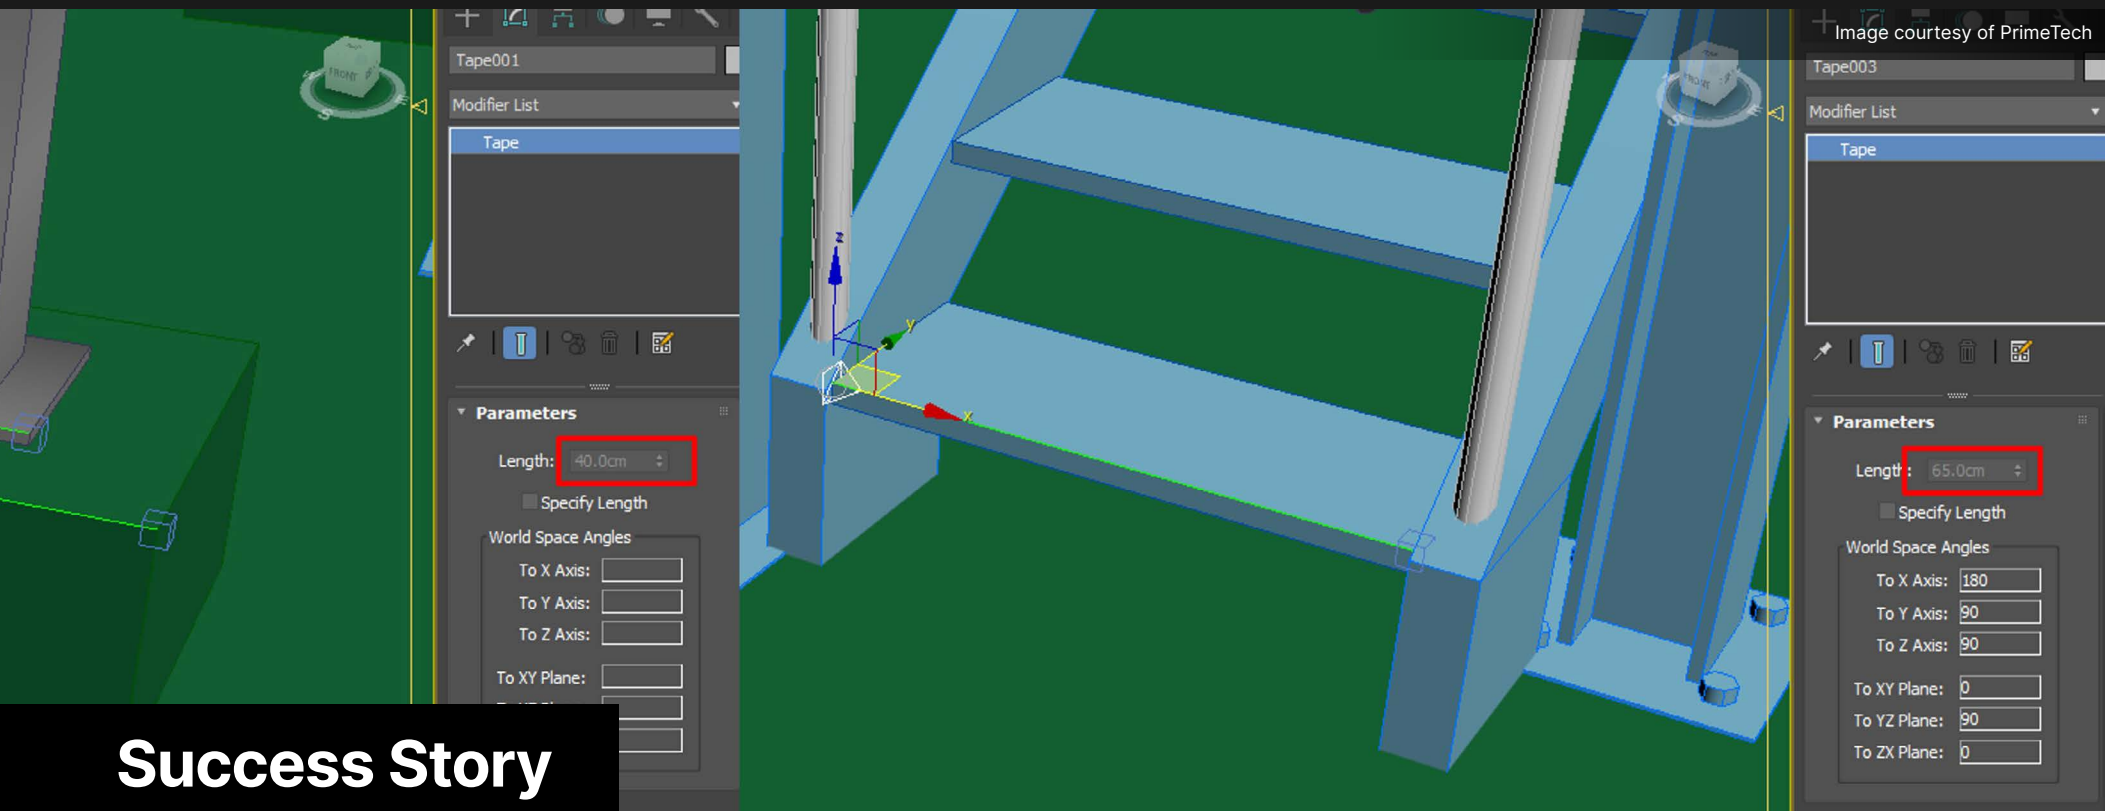 Image courtesy of PrimeTech
Tape001
Modifier List
Tape
Parameters
Length: 40.0cm
Specify Length
World Space Angles
To X Axis:
To Y Axis:
To Z Axis:
To XY Plane:
Success Story
z
y
x
FRONT
S
E
Tape003
Modifier List
Tape
Parameters
Length: 65.0cm
Specify Length
World Space Angles
To X Axis: 180
To Y Axis: 90
To Z Axis: 90
To XY Plane: 0
To YZ Plane: 90
To ZX Plane: 0